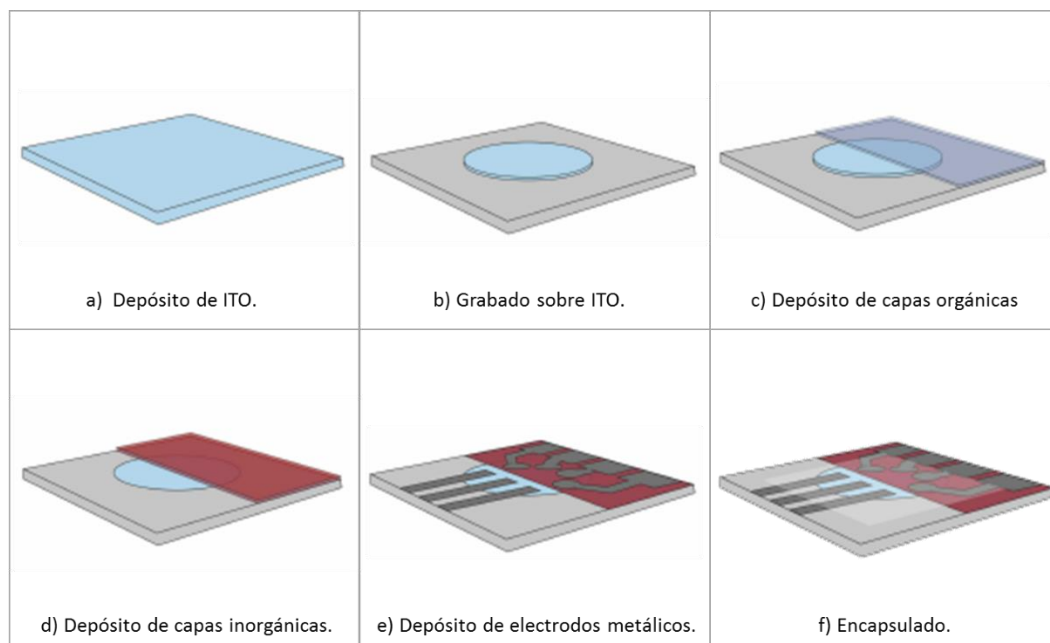 a) Depósito de ITO.
b) Grabado sobre ITO.
c) Depósito de capas orgánicas
d) Depósito de capas inorgánicas.
e) Depósito de electrodos metálicos.
f) Encapsulado.